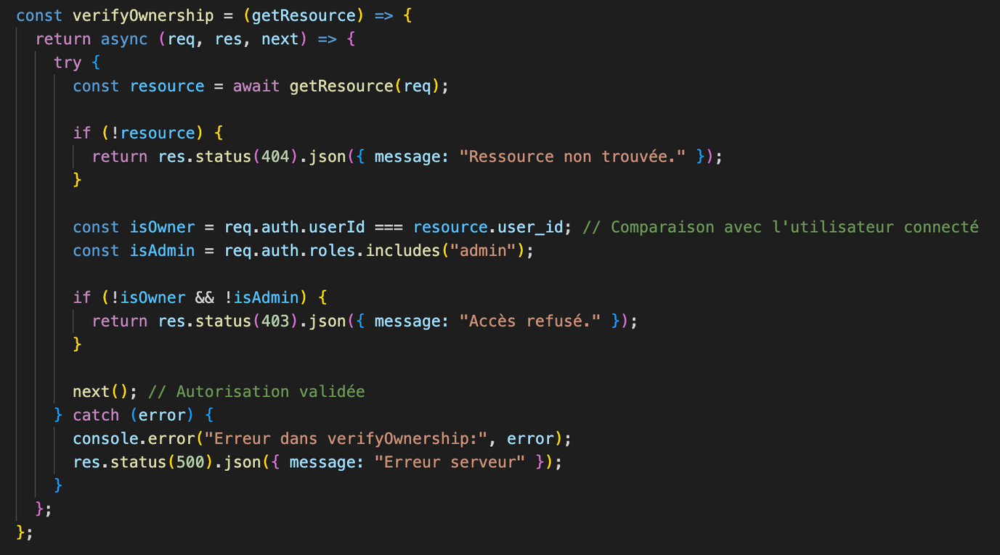 const verifyOwnership = (getResource) => {
return async (req, res, next) => {
try {
const resource = await getResource(req);
if (!resource) {
return res.status(404).json({ message: "Ressource non trouvée." });
}
const isOwner = req.auth.userId === resource.user_id; // Comparaison avec l'utilisateur connecté
const isAdmin = req.auth.roles.includes("admin");
if (!isOwner && !isAdmin) {
return res.status(403).json({ message: "Accès refusé." });
}
next(); // Autorisation validée
} catch (error) {
console.error("Erreur dans verifyOwnership:", error);
res.status(500).json({ message: "Erreur serveur" });
}
};
};